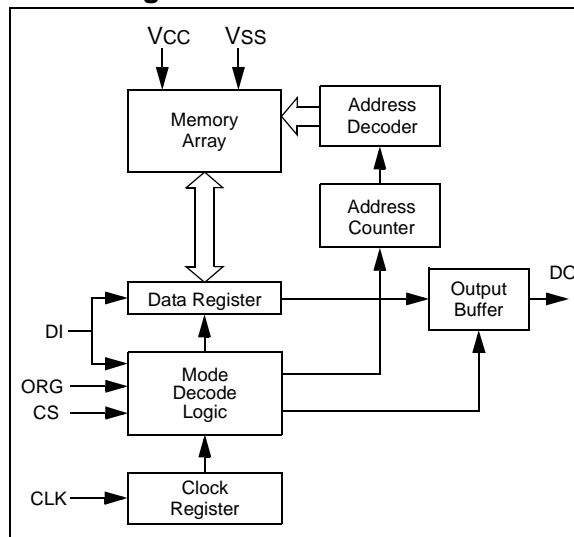 VCC
VSS
Memory
Array
Address
Decoder
Address
Counter
Data Register
Output
Buffer
DO
DI
ORG
CS
Mode
Decode
Logic
CLK
Clock
Register